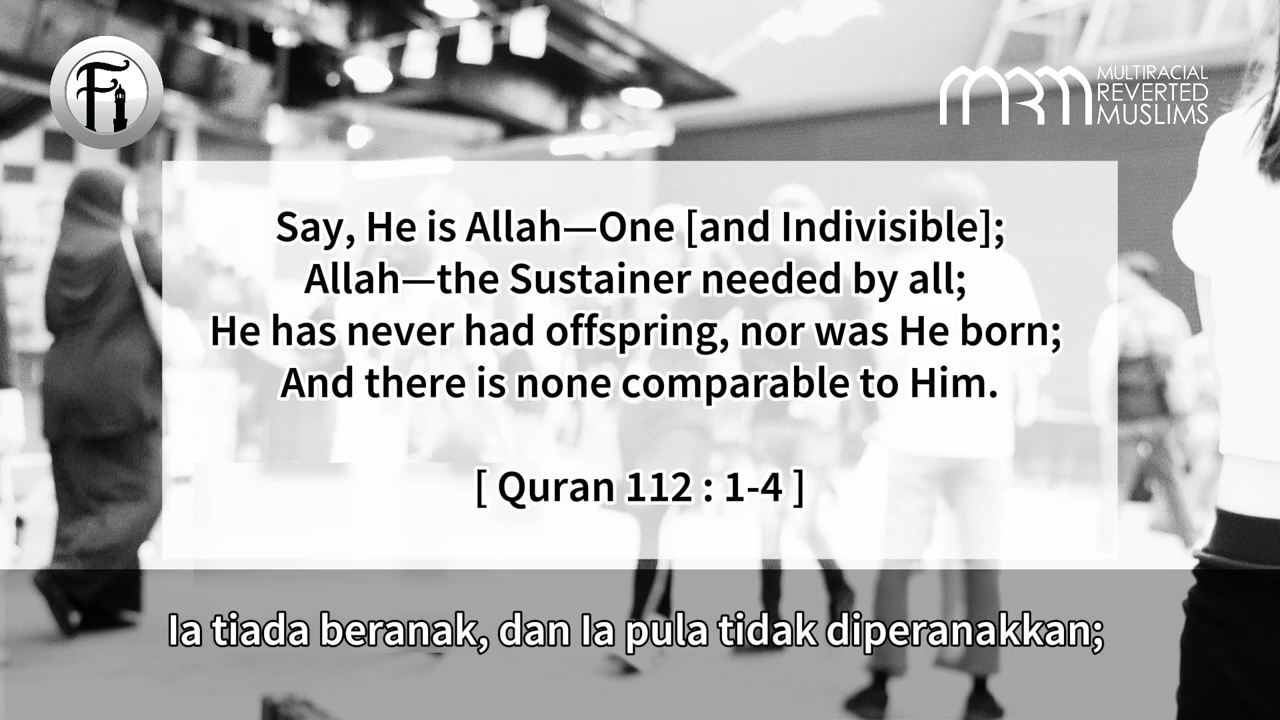 Fi
MRM MULTIRACIAL
REVERTED
MUSLIMS
Say, He is Allah—One [and Indivisible];
Allah—the Sustainer needed by all;
He has never had offspring, nor was He born;
And there is none comparable to Him.
[ Quran 112 : 1-4 ]
Ia tiada beranak, dan Ia pula tidak diperanakkan;